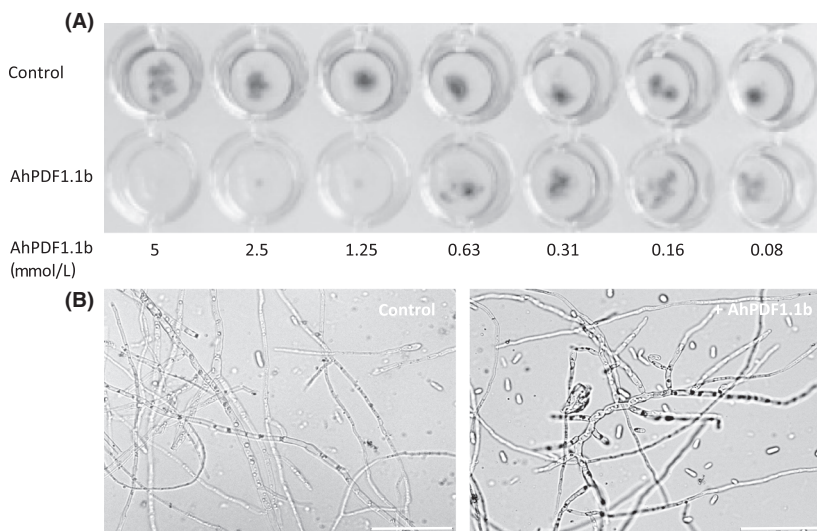 (A)
Control
AhPDF1.1b
AhPDF1.1b 5 2.5 1.25 0.63 0.31 0.16 0.08
(mmol/L)
(B)
Control + AhPDF1.1b